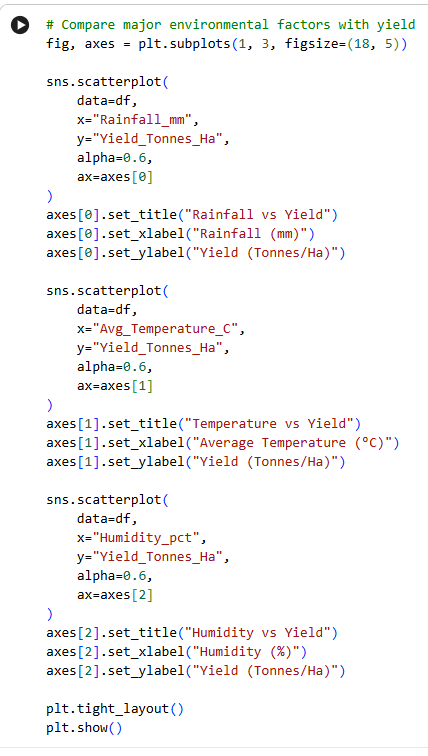 # Compare major environmental factors with yield
fig, axes = plt.subplots(1, 3, figsize=(18, 5))
sns.scatterplot(
data=df,
x="Rainfall_mm",
y="Yield_Tonnes_Ha",
alpha=0.6,
ax=axes[0]
)
axes[0].set_title("Rainfall vs Yield")
axes[0].set_xlabel("Rainfall (mm)")
axes[0].set_ylabel("Yield (Tonnes/Ha)")
sns.scatterplot(
data=df,
x="Avg_Temperature_C",
y="Yield_Tonnes_Ha",
alpha=0.6,
ax=axes[1]
)
axes[1].set_title("Temperature vs Yield")
axes[1].set_xlabel("Average Temperature (°C)")
axes[1].set_ylabel("Yield (Tonnes/Ha)")
sns.scatterplot(
data=df,
x="Humidity_pct",
y="Yield_Tonnes_Ha",
alpha=0.6,
ax=axes[2]
)
axes[2].set_title("Humidity vs Yield")
axes[2].set_xlabel("Humidity (%)")
axes[2].set_ylabel("Yield (Tonnes/Ha)")
plt.tight_layout()
plt.show()